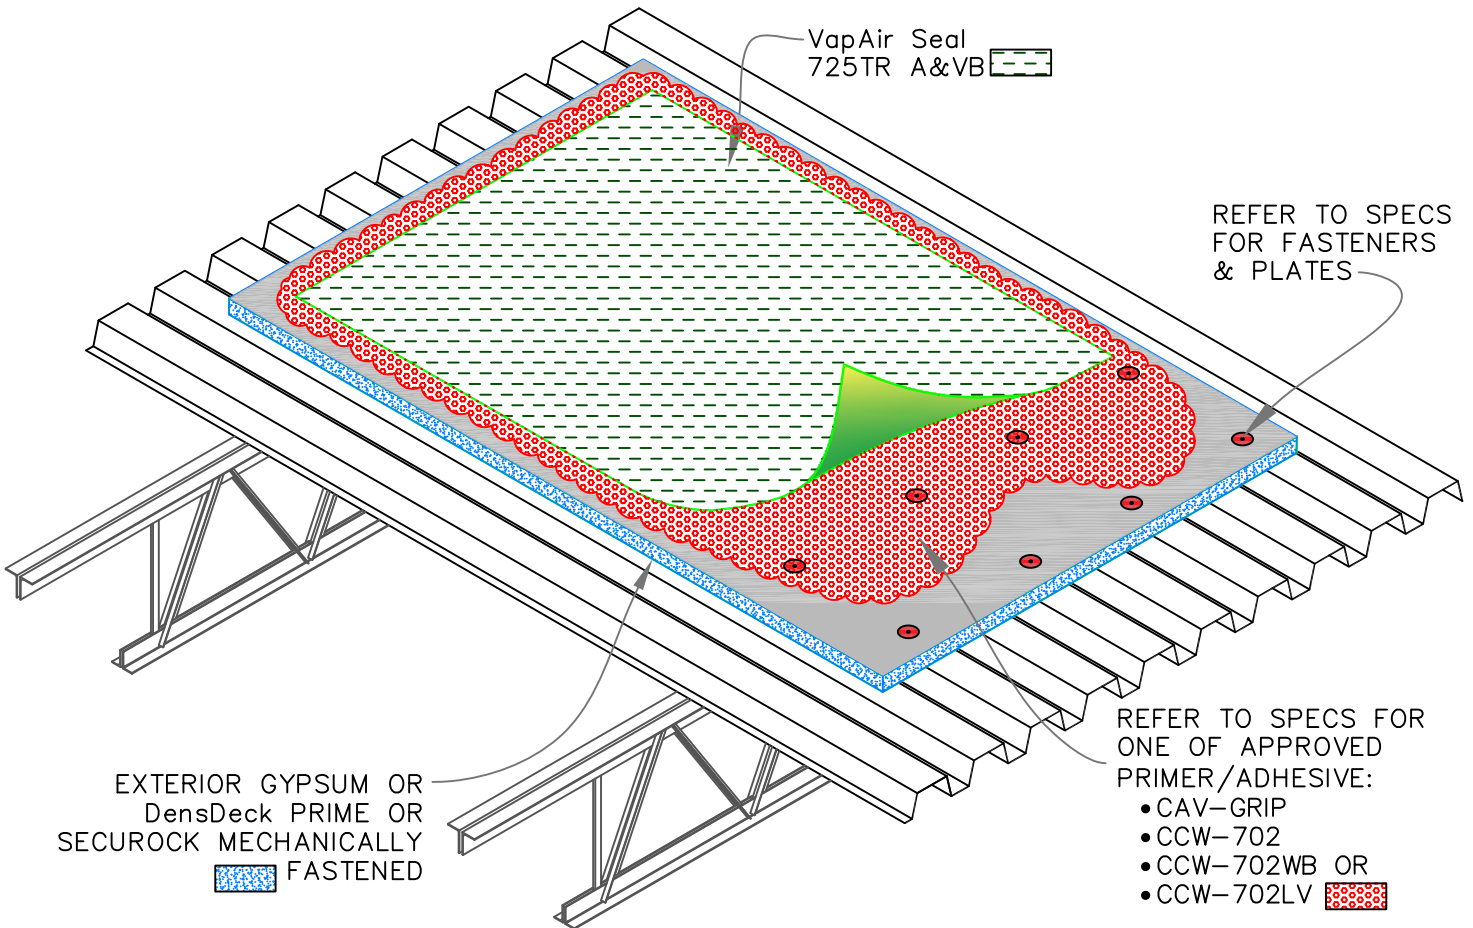 VapAir Seal
725TR A&VB
REFER TO SPECS
FOR FASTENERS
& PLATES
EXTERIOR GYPSUM OR
DensDeck PRIME OR
SECUROCK MECHANICALLY
FASTENED
REFER TO SPECS FOR
ONE OF APPROVED
PRIMER/ADHESIVE:
•CAV-GRIP
•CCW-702
•CCW-702WB OR
•CCW-702LV